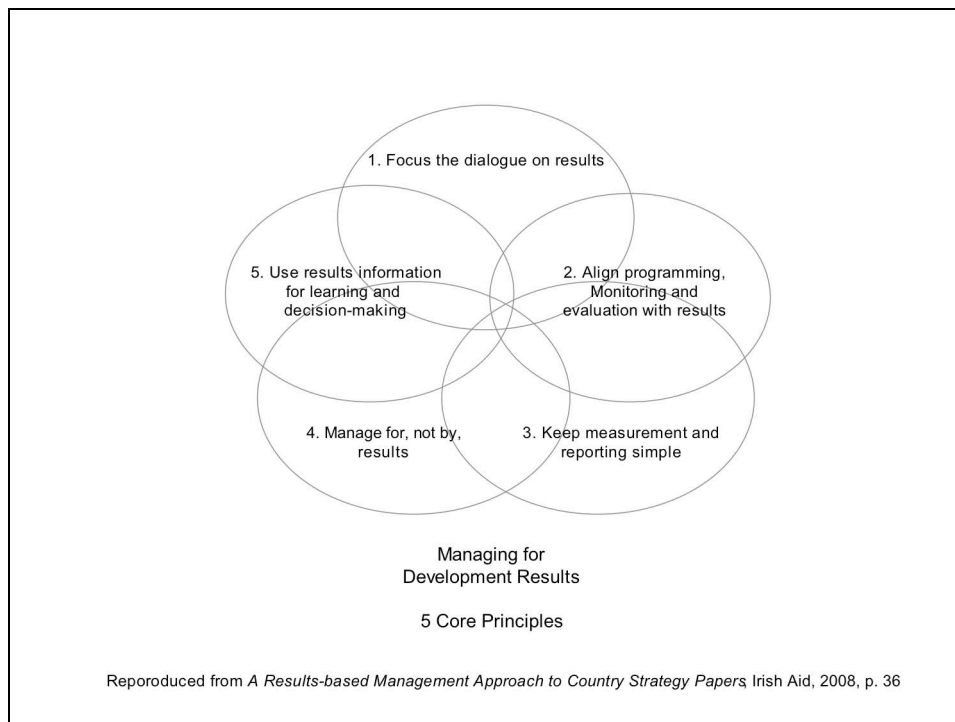 1. Focus the dialogue on results
5. Use results information
for learning and
decision-making
2. Align programming,
Monitoring and
evaluation with results
4. Manage for, not by,
results
3. Keep measurement and
reporting simple
Managing for
Development Results
5 Core Principles
Reporoduced from A Results-based Management Approach to Country Strategy Papers, Irish Aid, 2008, p. 36